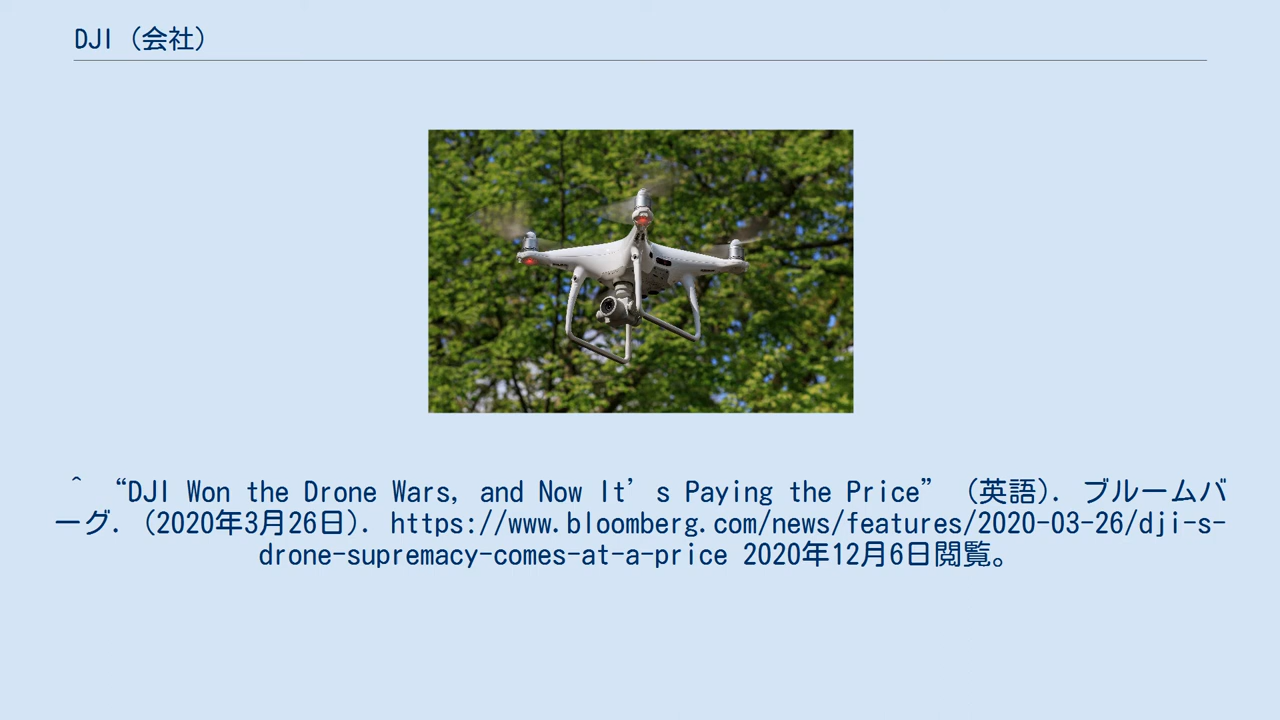 DJI (会社)
^ “DJI Won the Drone Wars, and Now It’s Paying the Price” (英語). ブルームバ
ーグ. (2020年3月26日). https://www.bloomberg.com/news/features/2020-03-26/dji-s-
drone-supremacy-comes-at-a-price 2020年12月6日閲覧。